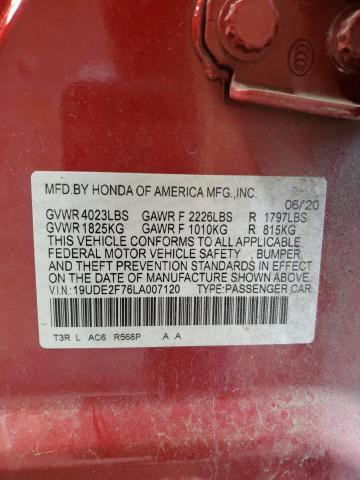 MFD.BY HONDA OF AMERICA MFG.,INC.
06/20
GVWR 4023LBS GAWR F 2226LBS R 1797LBS
GVWR 1825KG GAWR F 1010KG R 815KG
THIS VEHICLE CONFORMS TO ALL APPLICABLE
FEDERAL MOTOR VEHICLE SAFETY , BUMPER,
AND THEFT PREVENTION STANDARDS IN EFFECT
ON THE DATE OF MANUFACTURE SHOWN ABOVE.
V.I.N: 19UDE2F76LA007120 TYPE:PASSENGER CAR
T3R L AC6 R568P .A .A